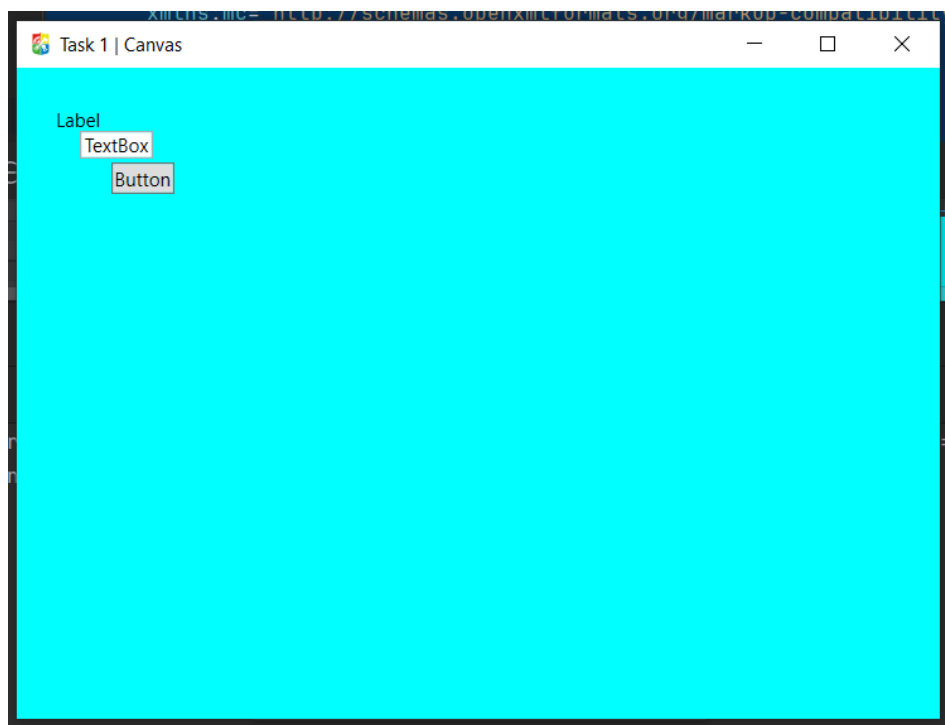 xmlns:mc="http://schemas.openxmlformats.org/markup-compatibilit
Task 1 | Canvas
Label
TextBox
Button